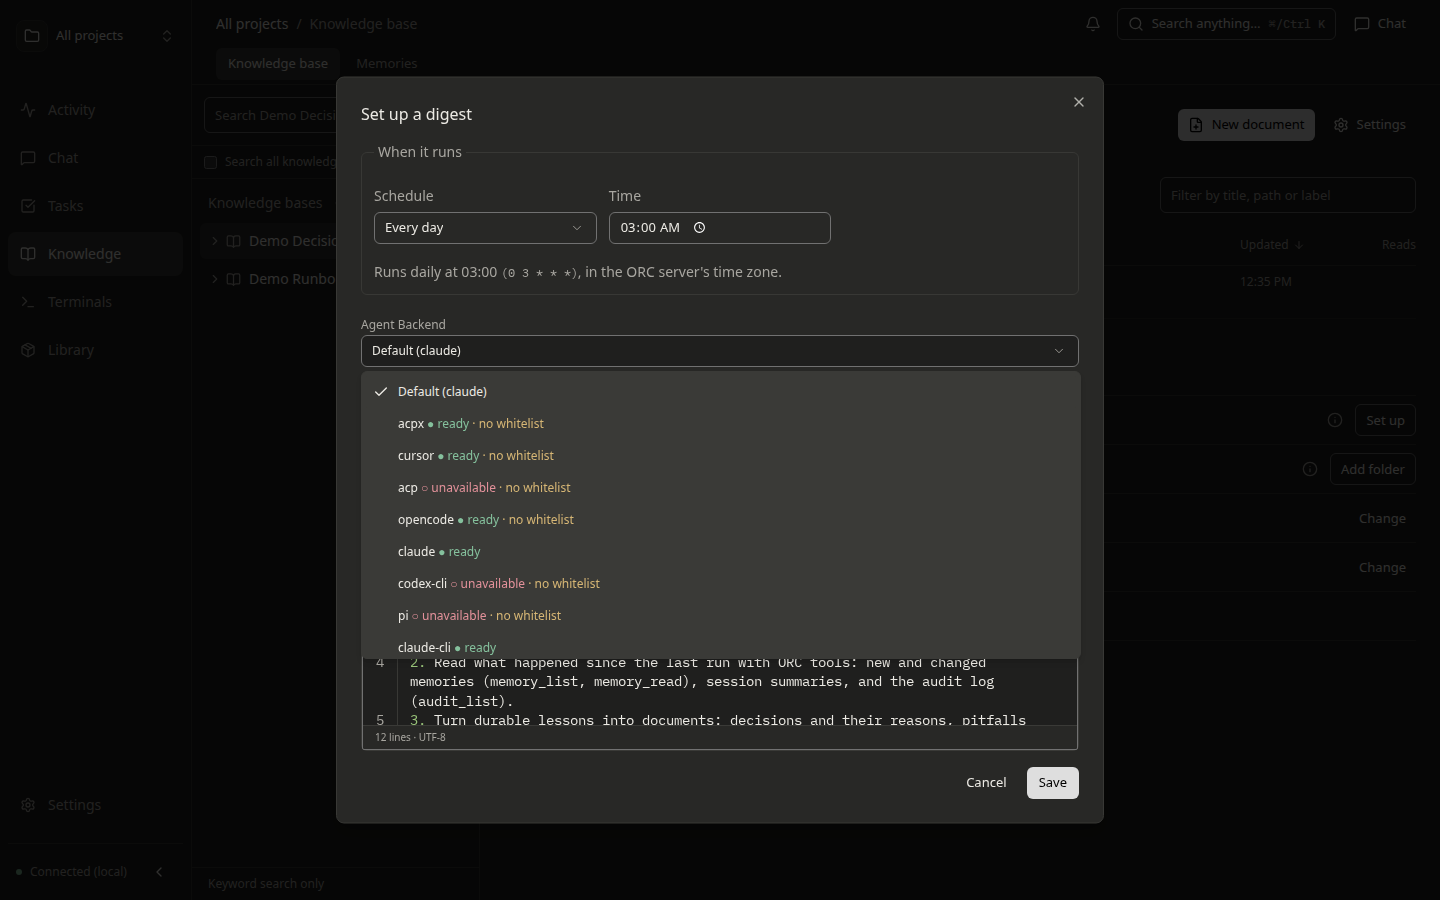 All projects
All projects / Knowledge base
Search anything... ⌘/Ctrl K
Chat
Knowledge base
Memories
Activity
Chat
Tasks
Knowledge
Terminals
Library
Settings
Connected (local)
Search Demo Decisi
Search all knowledg
Knowledge bases
Demo Decisio
Demo Runbo
Keyword search only
New document
Settings
Filter by title, path or label
Updated ↓
Reads
12:35 PM
Set up
Add folder
Change
Change
Set up a digest
When it runs
Schedule
Time
Every day
03:00 AM
Runs daily at 03:00 (0 3 * * *), in the ORC server's time zone.
Agent Backend
Default (claude)
Default (claude)
acpx ● ready · no whitelist
cursor ● ready · no whitelist
acp ○ unavailable · no whitelist
opencode ● ready · no whitelist
claude ● ready
codex-cli ○ unavailable · no whitelist
pi ○ unavailable · no whitelist
claude-cli ● ready
4 2. Read what happened since the last run with ORC tools: new and changed
memories (memory_list, memory_read), session summaries, and the audit log
(audit_list).
5 3. Turn durable lessons into documents: decisions and their reasons, pitfalls
12 lines · UTF-8
Cancel
Save